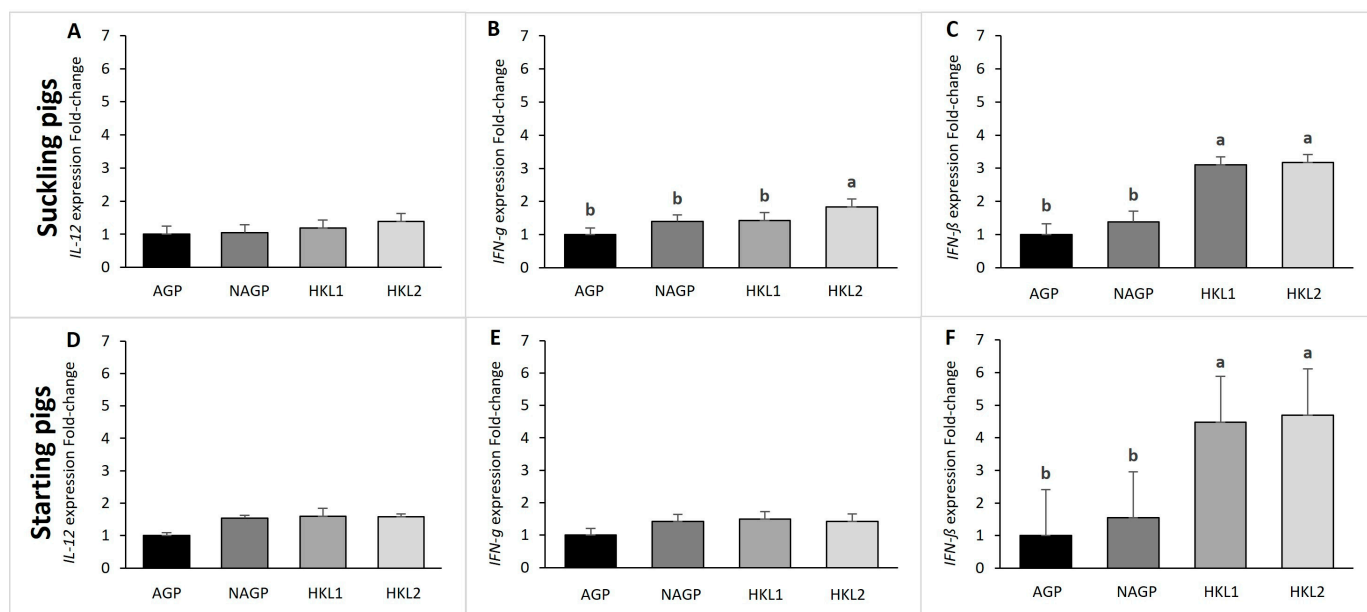 Suckling pigs
A
IL-12 expression Fold-change
7
6
5
4
3
2
1
0
AGP NAGP HKL1 HKL2
B
IFN-g expression Fold-change
7
6
5
4
3
2
1
0
b b b a
AGP NAGP HKL1 HKL2
C
IFN-ß expression Fold-change
7
6
5
4
3
2
1
0
b b a a
AGP NAGP HKL1 HKL2
Starting pigs
D
IL-12 expression Fold-change
7
6
5
4
3
2
1
0
AGP NAGP HKL1 HKL2
E
IFN-g expression Fold-change
7
6
5
4
3
2
1
0
AGP NAGP HKL1 HKL2
F
IFN-ß expression Fold-change
7
6
5
4
3
2
1
0
b b a a
AGP NAGP HKL1 HKL2